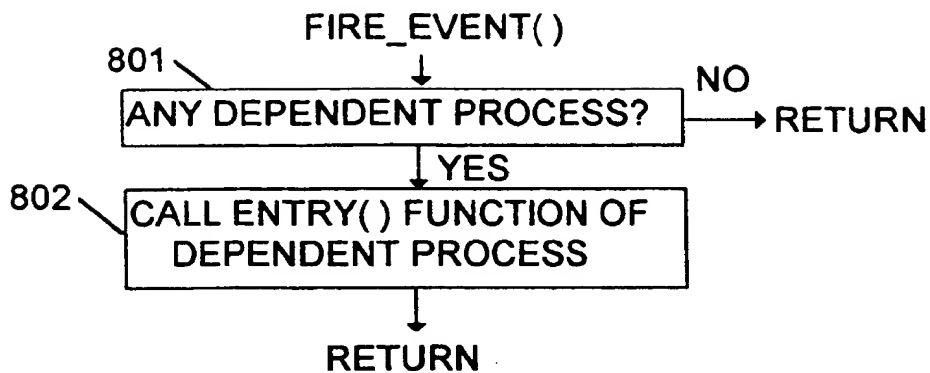 FIRE_EVENT( )
801
ANY DEPENDENT PROCESS?
NO
RETURN
YES
802
CALL ENTRY( ) FUNCTION OF
DEPENDENT PROCESS
RETURN